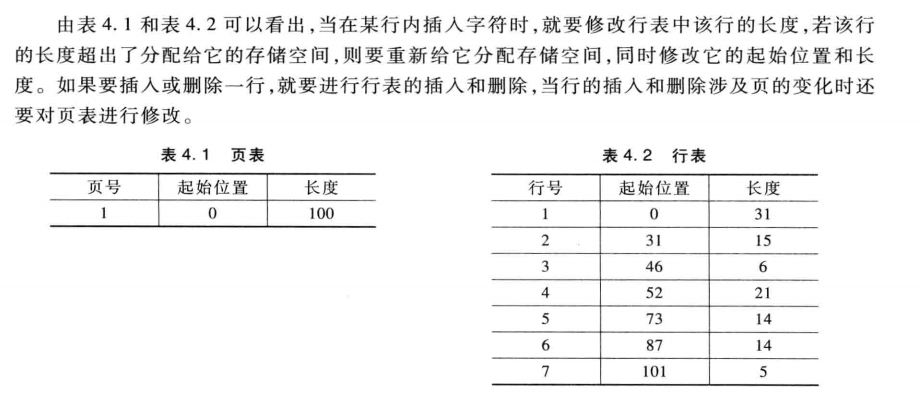 由表4.1和表4.2可以看出,当在某行内插入字符时,就要修改行表中该行的长度,若该行
的长度超出了分配给它的存储空间,则要重新给它分配存储空间,同时修改它的起始位置和长
度。如果要插入或删除一行,就要进行行表的插入和删除,当行的插入和删除涉及页的变化时还
要对页表进行修改。
表4.1 页表
页号 起始位置 长度
1 0 100
表4.2 行表
行号 起始位置 长度
1 0 31
2 31 15
3 46 6
4 52 21
5 73 14
6 87 14
7 101 5